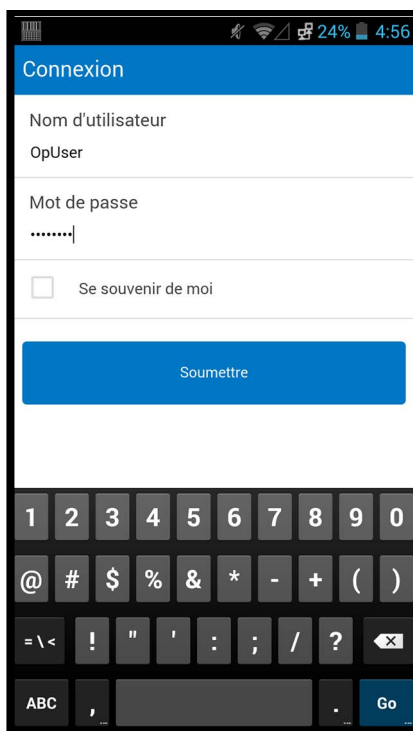 24% 4:56
Connexion
Nom d'utilisateur
OpUser
Mot de passe
••••••••
Se souvenir de moi
Soumettre
1 2 3 4 5 6 7 8 9 0
@ # $ % & * - + ( )
= \ < ! " ' : ; / ?
ABC , . Go